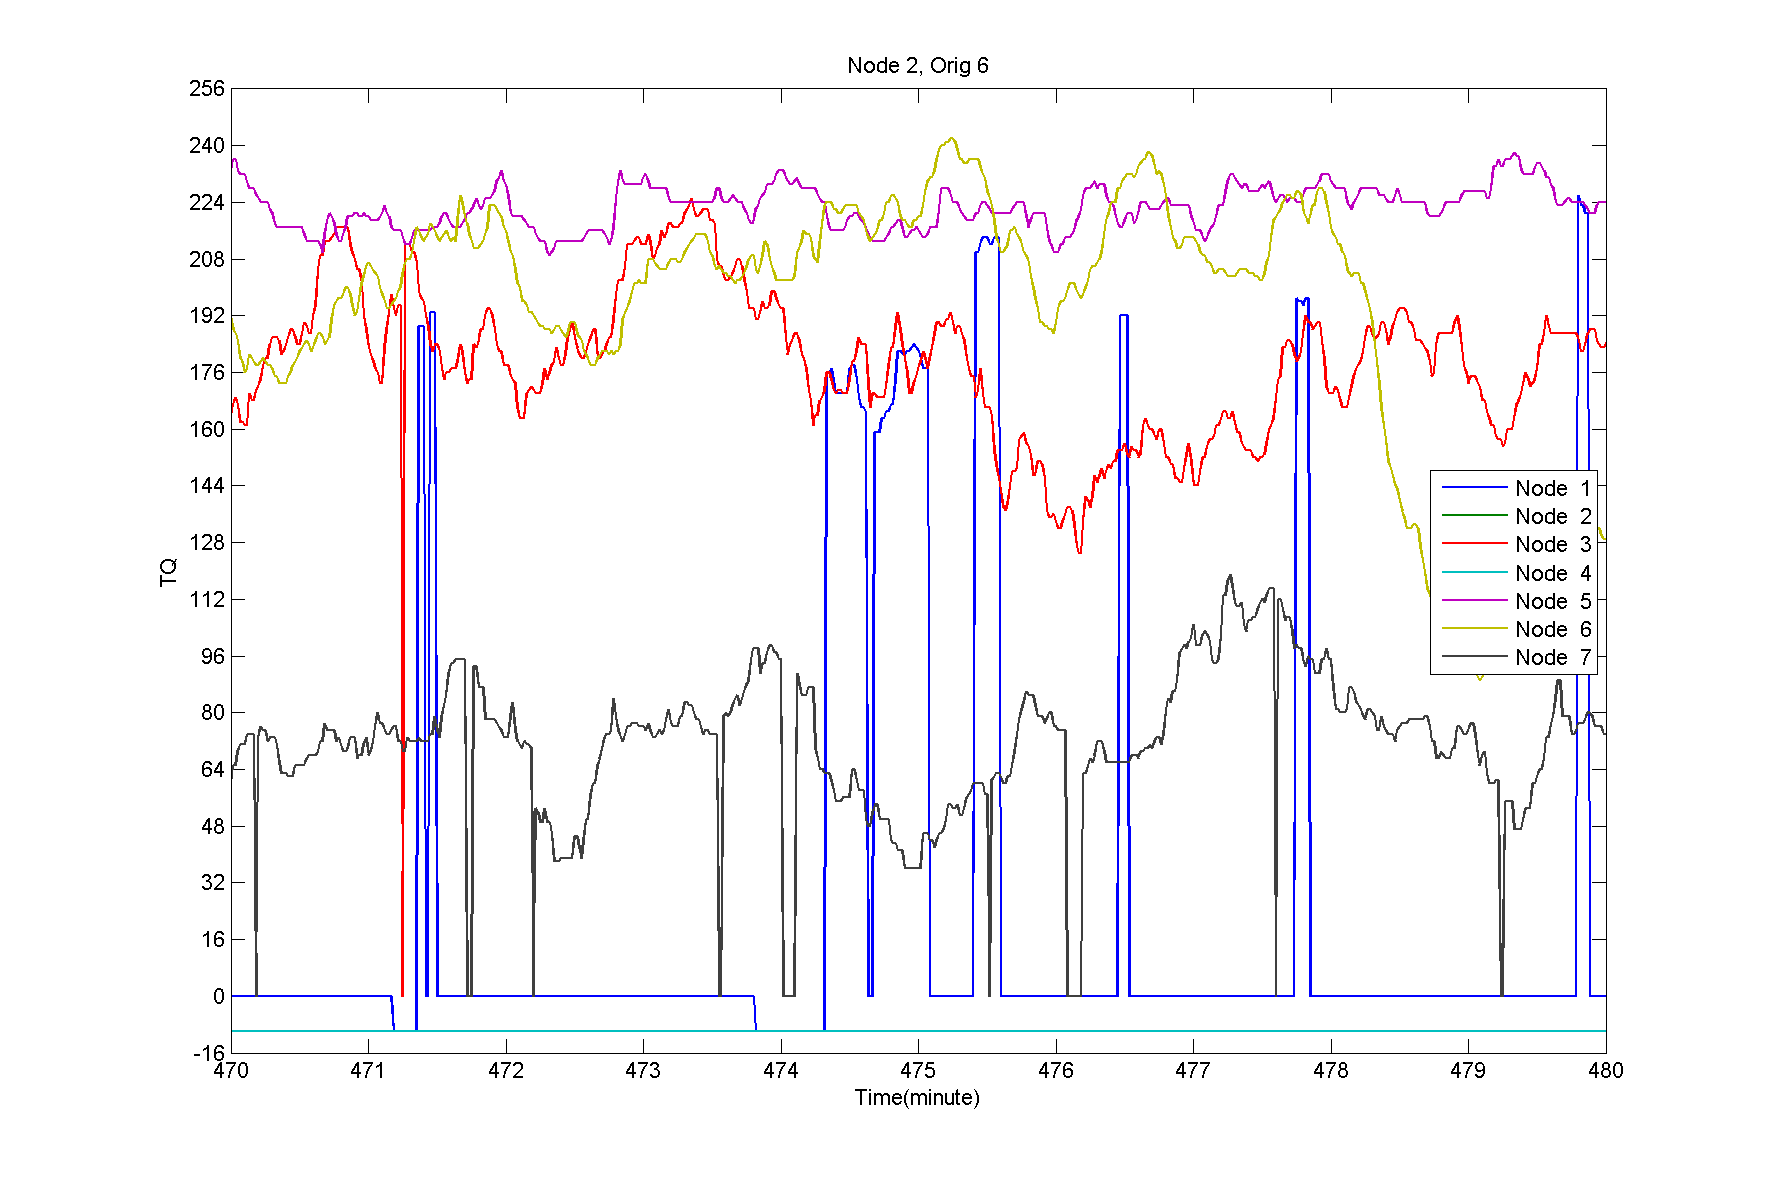 Node 2, Orig 6
256
240
224
208
192
176
160
144
128
112
96
80
64
48
32
16
0
-16
TQ
Node 1
Node 2
Node 3
Node 4
Node 5
Node 6
Node 7
470 471 472 473 474 475 476 477 478 479 480
Time(minute)